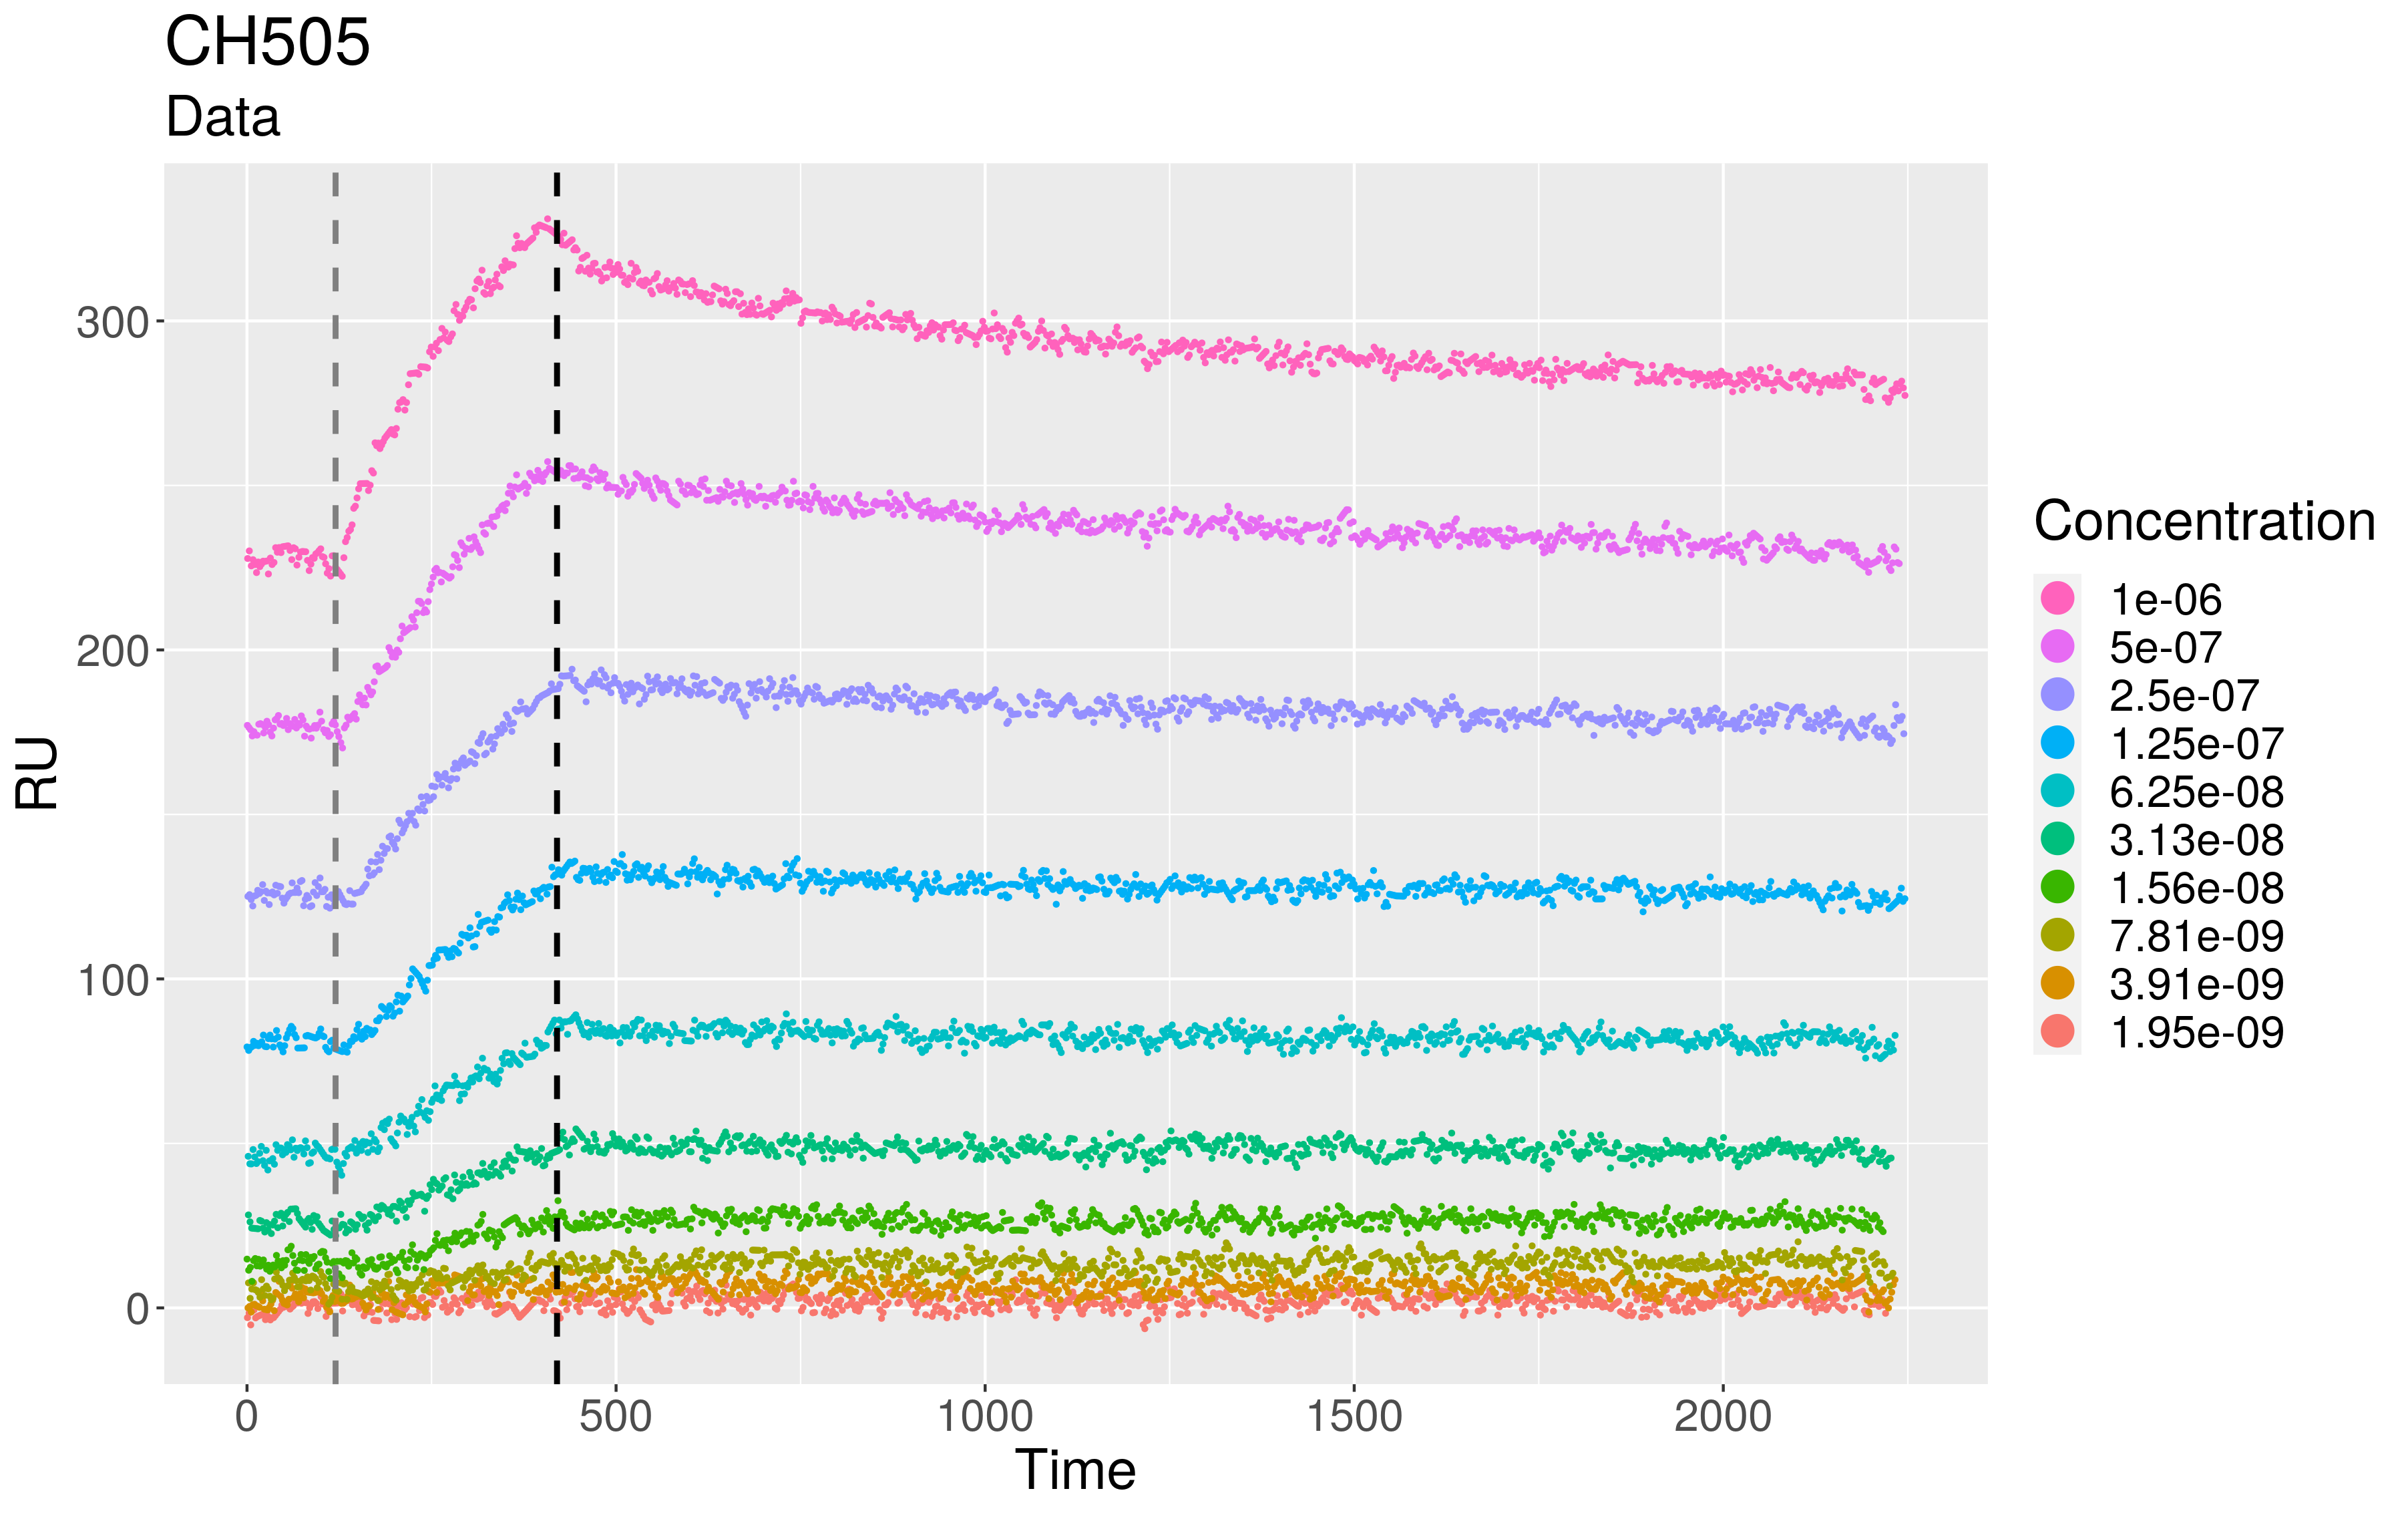 CH505
Data
RU
300
200
100
0
0 500 1000 1500 2000
Time
Concentration
1e-06
5e-07
2.5e-07
1.25e-07
6.25e-08
3.13e-08
1.56e-08
7.81e-09
3.91e-09
1.95e-09